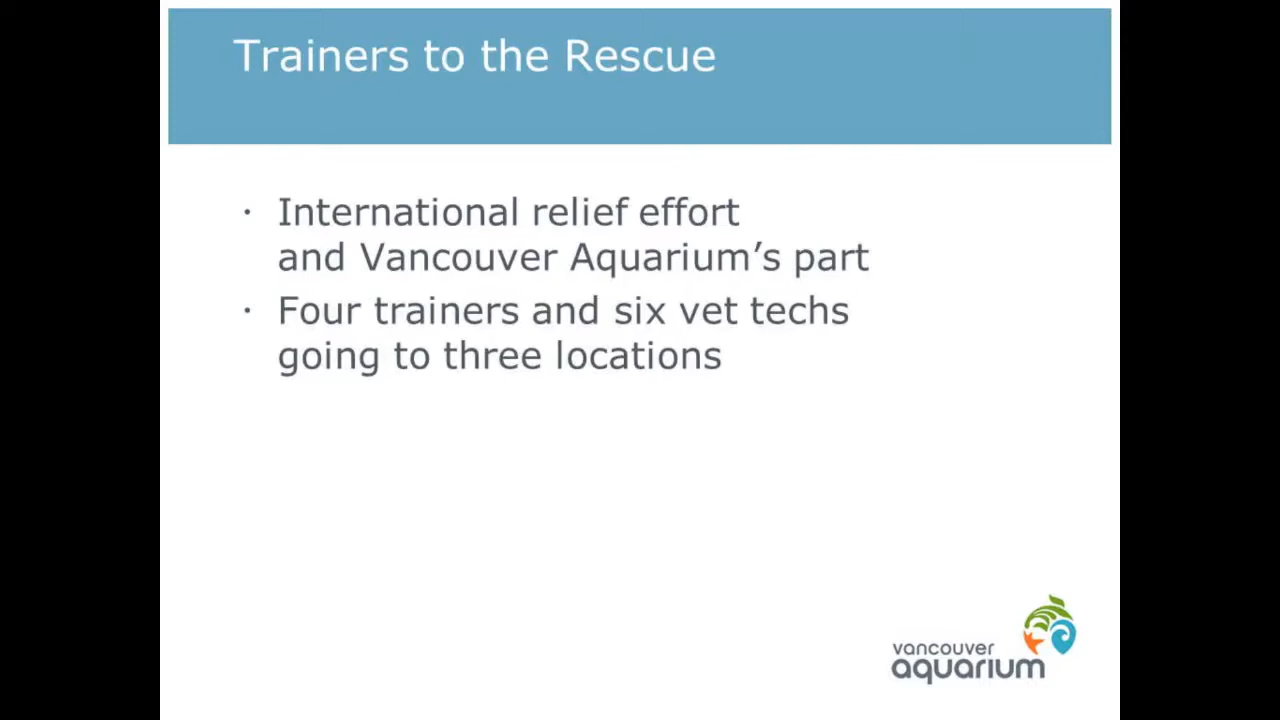 Trainers to the Rescue
· International relief effort
and Vancouver Aquarium’s part
· Four trainers and six vet techs
going to three locations
vancouver
aquarium